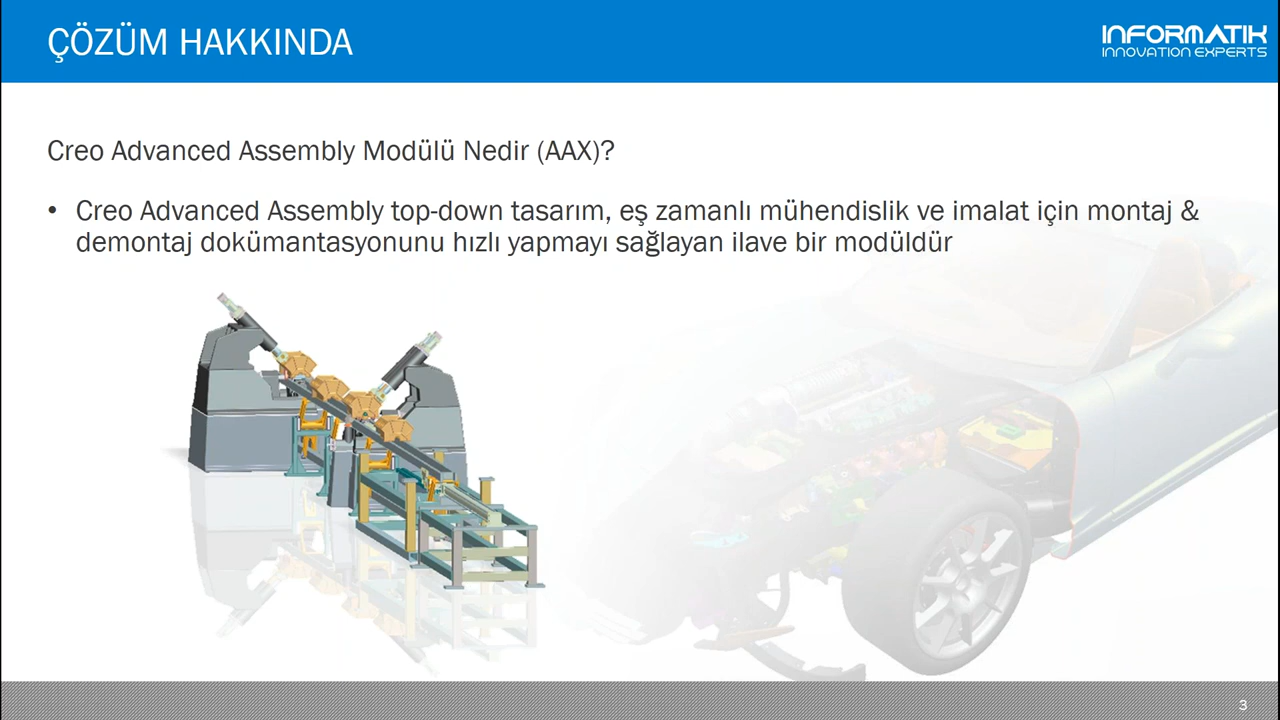 ÇÖZÜM HAKKINDA
INFORMATIK
INNOVATION EXPERTS
Creo Advanced Assembly Modülü Nedir (AAX)?
• Creo Advanced Assembly top-down tasarım, eş zamanlı mühendislik ve imalat için montaj &
demontaj dokümantasyonunu hızlı yapmayı sağlayan ilave bir modüldür
3